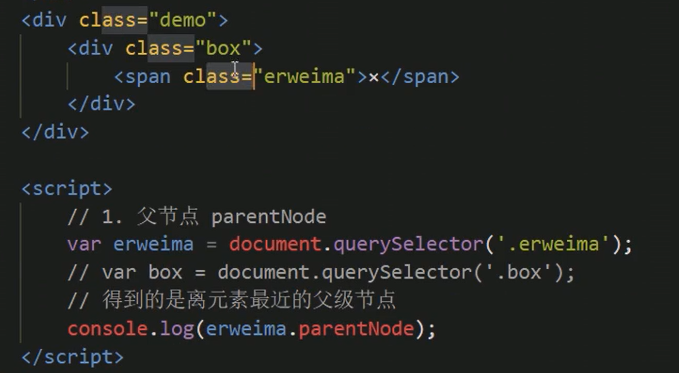 <div class="demo">
<div class="box">
<span class="erweima">×</span>
</div>
</div>
<script>
// 1. 父节点 parentNode
var erweima = document.querySelector('.erweima');
// var box = document.querySelector('.box');
// 得到的是离元素最近的父级节点
console.log(erweima.parentNode);
</script>